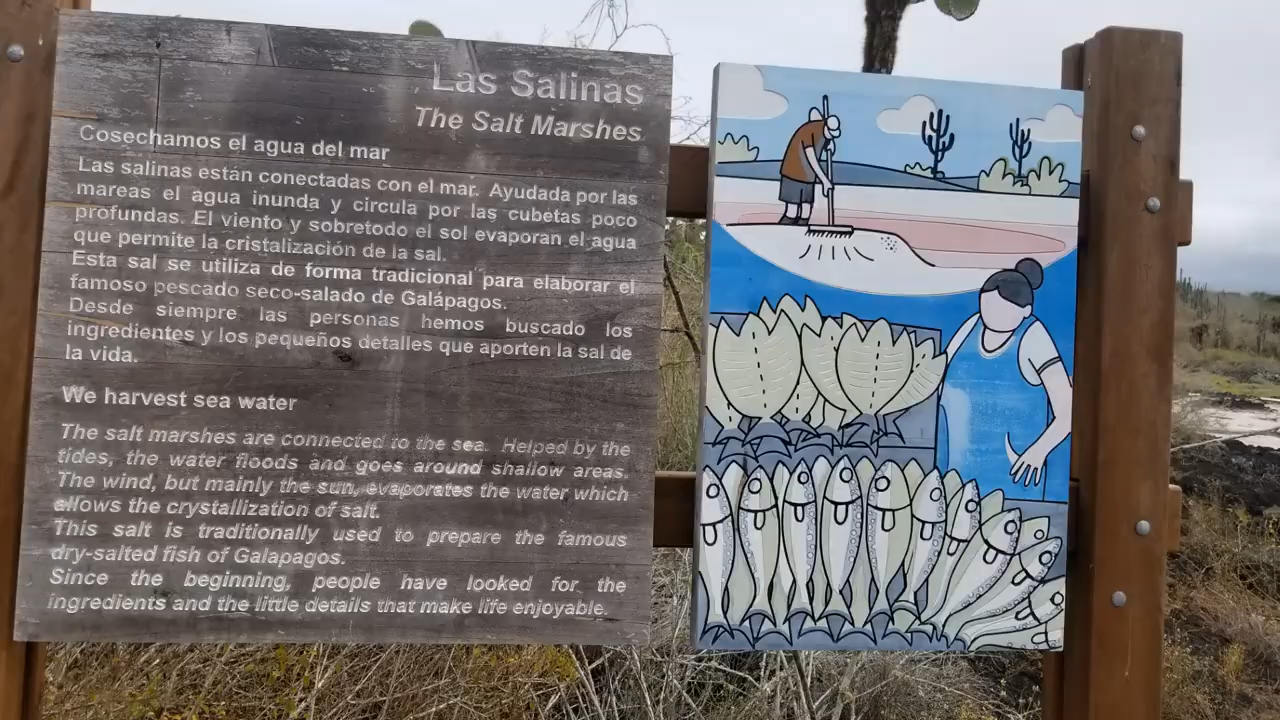 Las Salinas
The Salt Marshes
Cosechamos el agua del mar
Las salinas están conectadas con el mar. Ayudada por las
mareas el agua inunda y circula por las cubetas poco
profundas. El viento y sobretodo el sol evaporan el agua
que permite la cristalización de la sal.
Esta sal se utiliza de forma tradicional para elaborar el
famoso pescado seco-salado de Galápagos.
Desde siempre las personas hemos buscado los
ingredientes y los pequeños detalles que aporten la sal de
la vida.
We harvest sea water
The salt marshes are connected to the sea. Helped by the
tides, the water floods and goes around shallow areas.
The wind, but mainly the sun, evaporates the water which
allows the crystallization of salt.
This salt is traditionally used to prepare the famous
dry-salted fish of Galapagos.
Since the beginning, people have looked for the
ingredients and the little details that make life enjoyable.